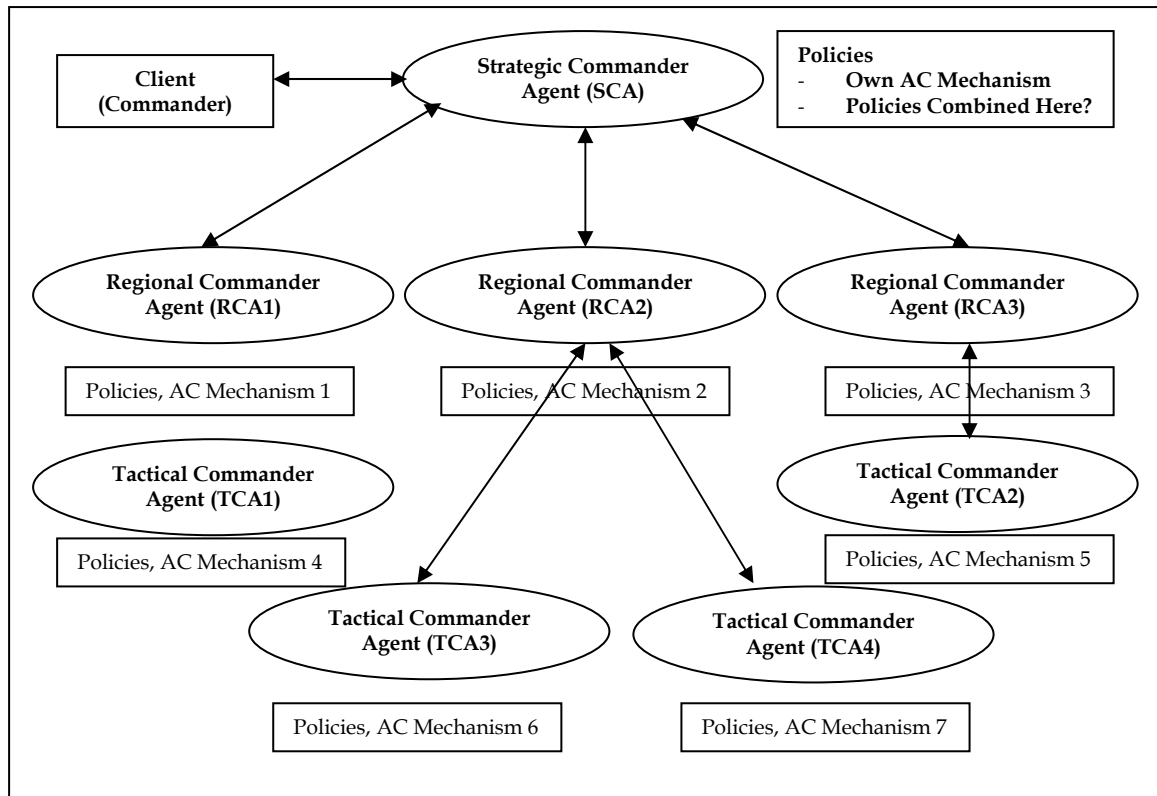 Client
(Commander)
Strategic Commander
Agent (SCA)
Policies
- Own AC Mechanism
- Policies Combined Here?
Regional Commander
Agent (RCA1)
Regional Commander
Agent (RCA2)
Regional Commander
Agent (RCA3)
Policies, AC Mechanism 1
Policies, AC Mechanism 2
Policies, AC Mechanism 3
Tactical Commander
Agent (TCA1)
Tactical Commander
Agent (TCA2)
Policies, AC Mechanism 4
Policies, AC Mechanism 5
Tactical Commander
Agent (TCA3)
Tactical Commander
Agent (TCA4)
Policies, AC Mechanism 6
Policies, AC Mechanism 7